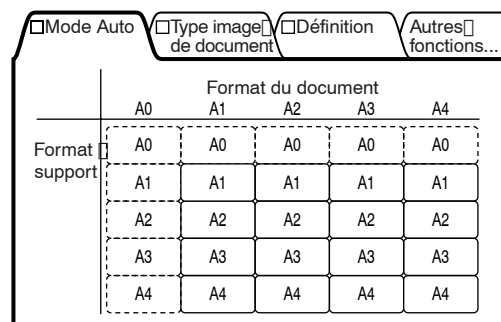 Mode Auto
Type image
de document
Définition
Autres
fonctions...
Format du document
A0 A1 A2 A3 A4
Format
support
A0 A0 A0 A0 A0
A1 A1 A1 A1 A1
A2 A2 A2 A2 A2
A3 A3 A3 A3 A3
A4 A4 A4 A4 A4